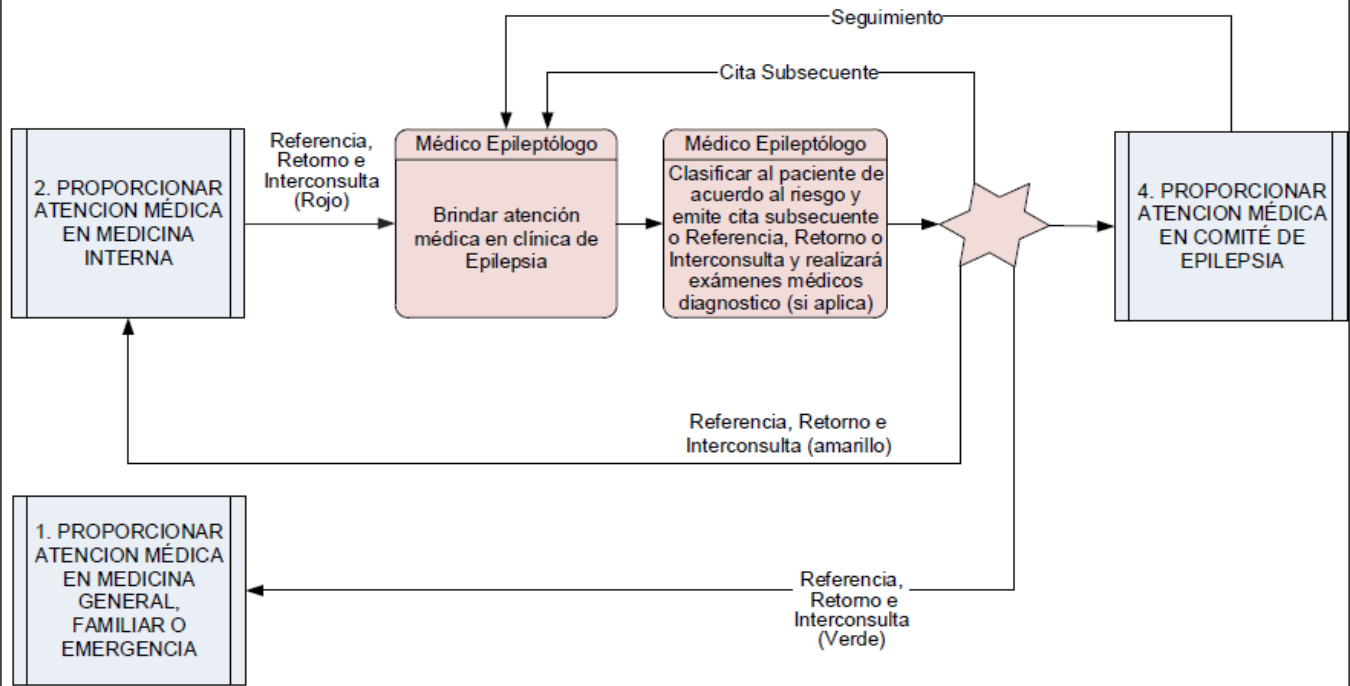 Seguimiento
Cita Subsecuente
2. PROPORCIONAR
ATENCION MÉDICA
EN MEDICINA
INTERNA
Referencia,
Retorno e
Interconsulta
(Rojo)
Médico Epileptólogo
Brindar atención
médica en clínica de
Epilepsia
Médico Epileptólogo
Clasificar al paciente de
acuerdo al riesgo y
emite cita subsecuente
o Referencia, Retorno o
Interconsulta y realizará
exámenes médicos
diagnostico (si aplica)
4. PROPORCIONAR
ATENCION MÉDICA
EN COMITÉ DE
EPILEPSIA
Referencia, Retorno e
Interconsulta (amarillo)
1. PROPORCIONAR
ATENCION MÉDICA
EN MEDICINA
GENERAL,
FAMILIAR O
EMERGENCIA
Referencia,
Retorno e
Interconsulta
(Verde)